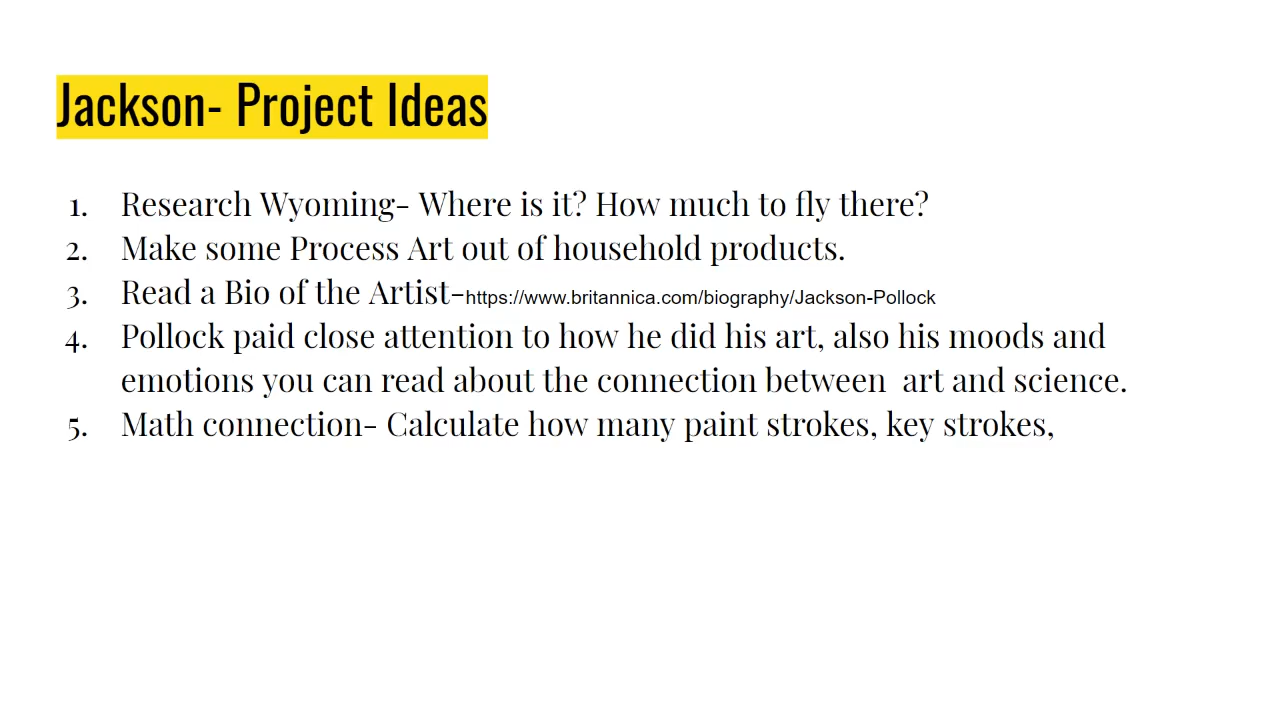 Jackson- Project Ideas
1. Research Wyoming- Where is it? How much to fly there?
2. Make some Process Art out of household products.
3. Read a Bio of the Artist-https://www.britannica.com/biography/Jackson-Pollock
4. Pollock paid close attention to how he did his art, also his moods and
emotions you can read about the connection between  art and science.
5. Math connection- Calculate how many paint strokes, key strokes,